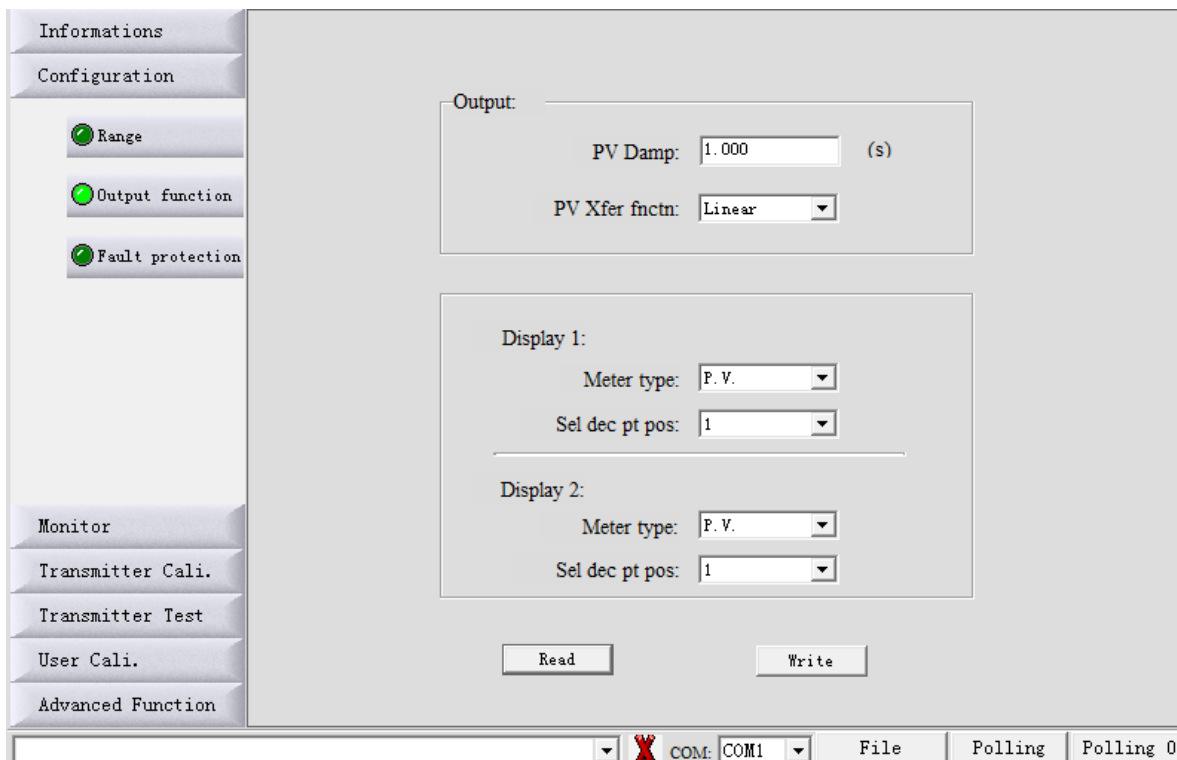 Informations
Configuration
Range
Output function
Fault protection
Monitor
Transmitter Cali.
Transmitter Test
User Cali.
Advanced Function
Output:
PV Damp: 1.000 (s)
PV Xfer fnctn: Linear
Display 1:
Meter type: P.V.
Sel dec pt pos: 1
Display 2:
Meter type: P.V.
Sel dec pt pos: 1
Read Write
COM: COM1 File Polling Polling 0